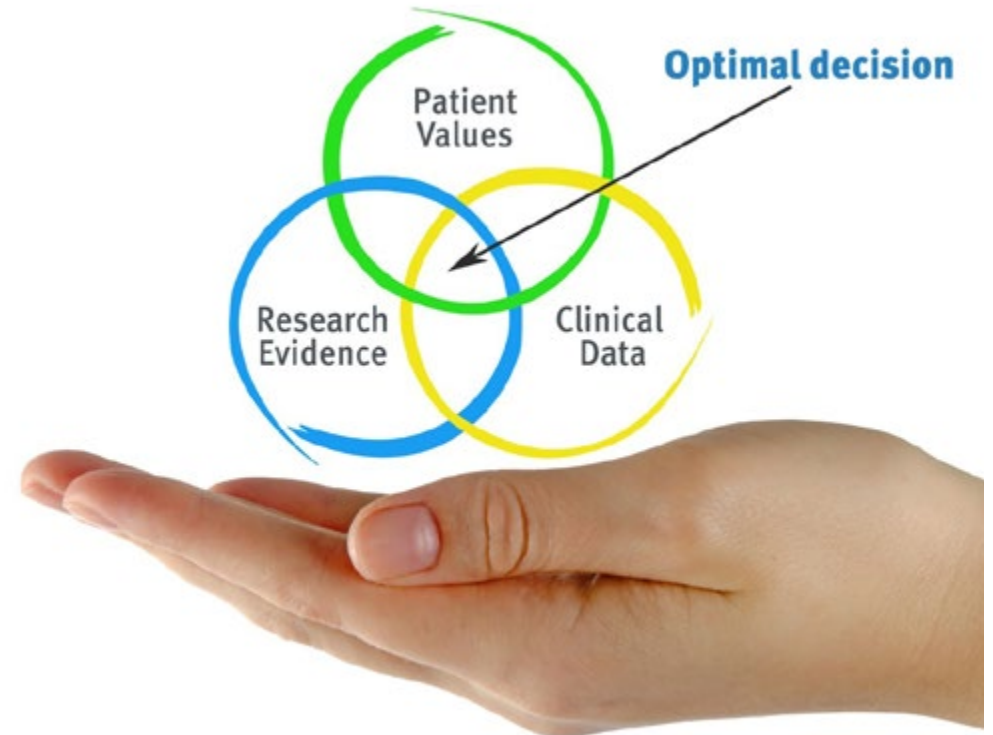 Optimal decision
Patient
Values
Research
Evidence
Clinical
Data